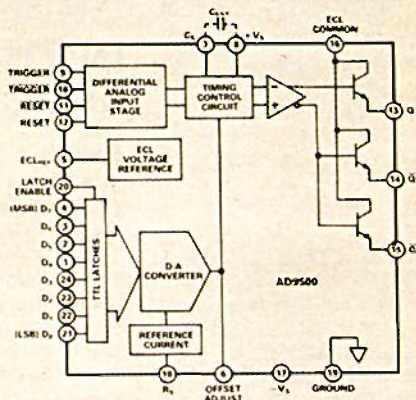 C EXT
ECL COMMON
Cs +Vs
7 8 16
TRIGGER 9
TRIGGER 10
RESET 11
RESET 12
DIFFERENTIAL ANALOG INPUT STAGE
TIMING CONTROL CIRCUIT
−
+
13 Q
14 Q
15 Q
ECL REF 5
ECL VOLTAGE REFERENCE
LATCH ENABLE 20
(MSB) D7 4
D6 3
D5 2
D4 1
D3 24
D2 23
D1 22
(LSB) D0 21
TTL LATCHES
D/A CONVERTER
AD9500
REFERENCE CURRENT
18 6 17 19
Rs OFFSET ADJUST −Vs GROUND